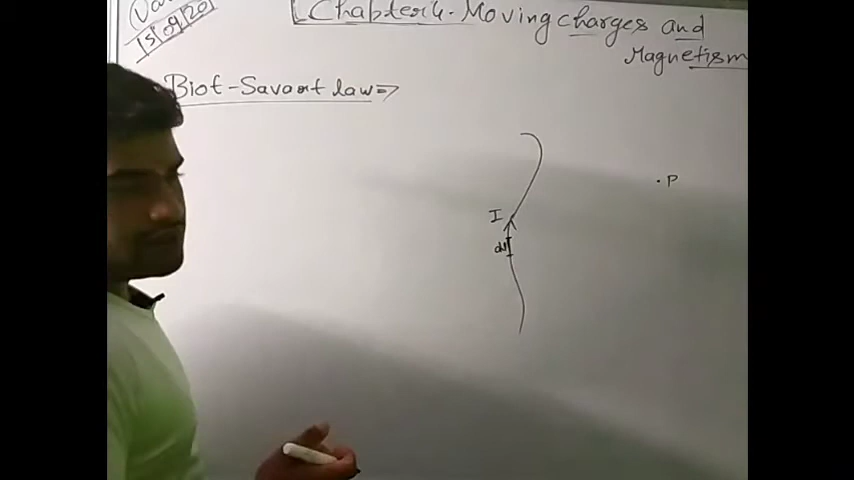 15/09/20
Chapter 4 - Moving charges and
Magnetism
Biot-Savart law =>
P
I
dl